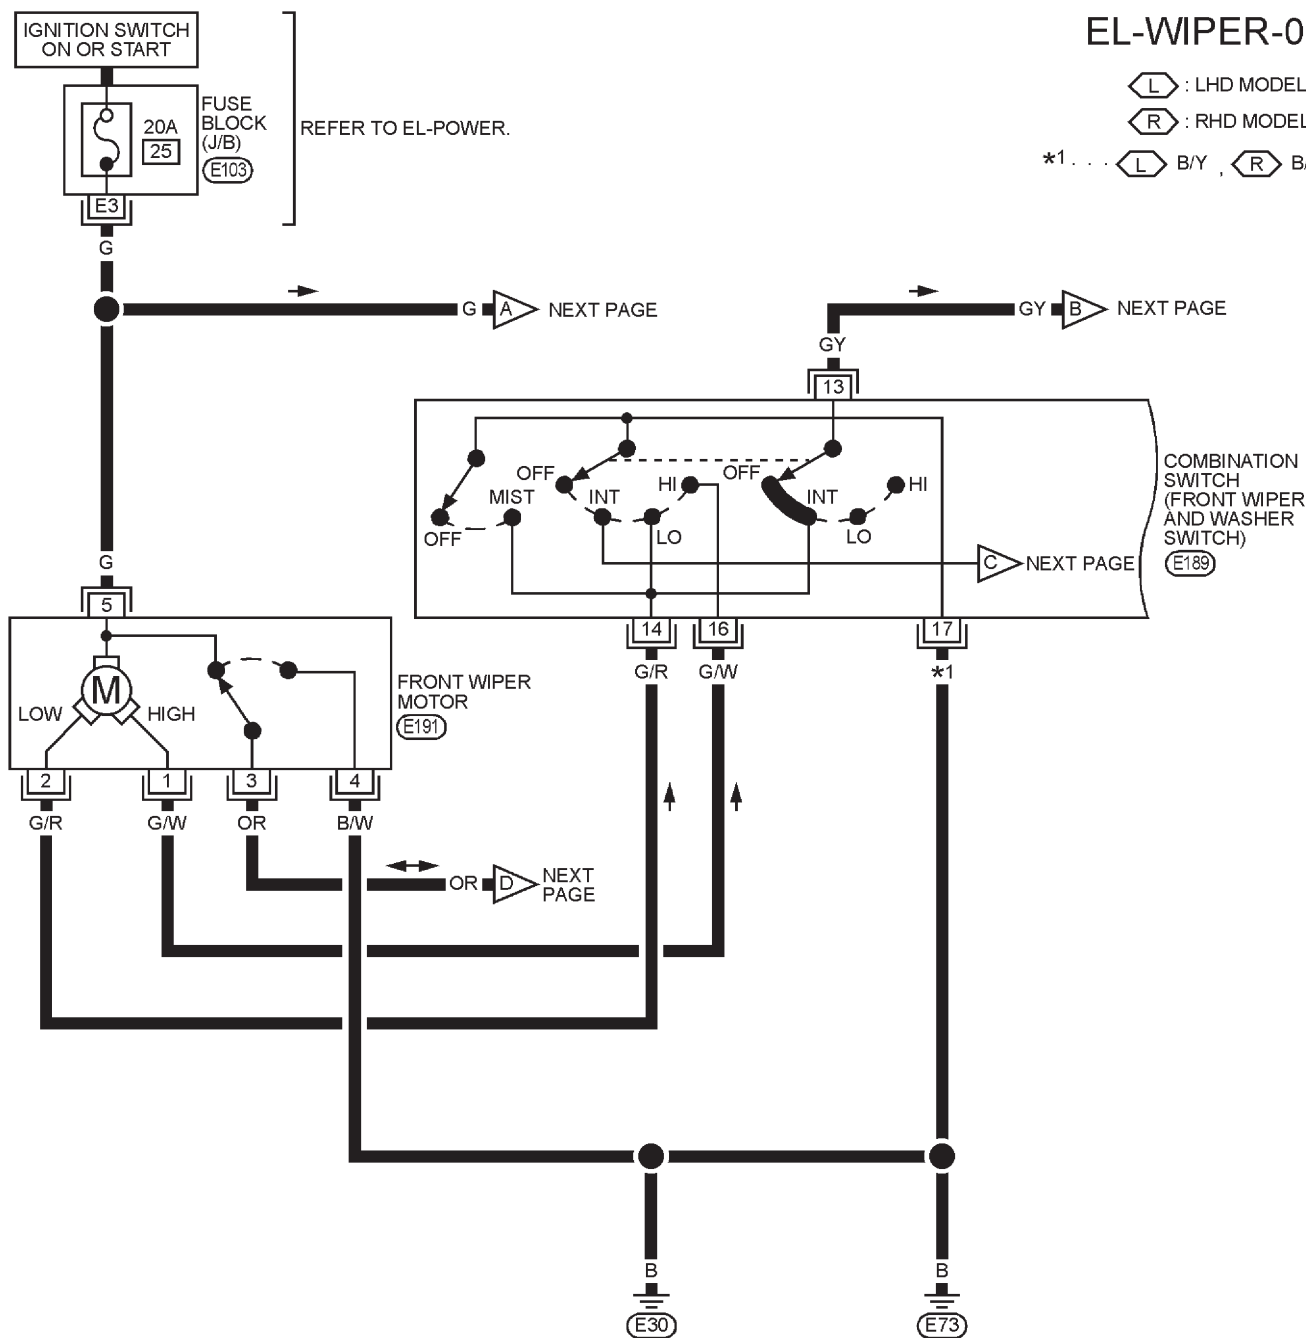 IGNITION SWITCH
ON OR START
EL-WIPER-0
L : LHD MODEL
R : RHD MODEL
*1 . . . L B/Y , R B/
20A
25
FUSE
BLOCK
(J/B)
E103
REFER TO EL-POWER.
E3
G
G A NEXT PAGE
GY B NEXT PAGE
GY
13
OFF
MIST
OFF
INT
HI
LO
OFF
INT
HI
LO
C NEXT PAGE
COMBINATION
SWITCH
(FRONT WIPER
AND WASHER
SWITCH)
E189
G
5
14
16
17
G/R
G/W
*1
M
LOW
HIGH
FRONT WIPER
MOTOR
E191
2
1
3
4
G/R
G/W
OR
B/W
OR D NEXT
PAGE
B
B
E30
E73